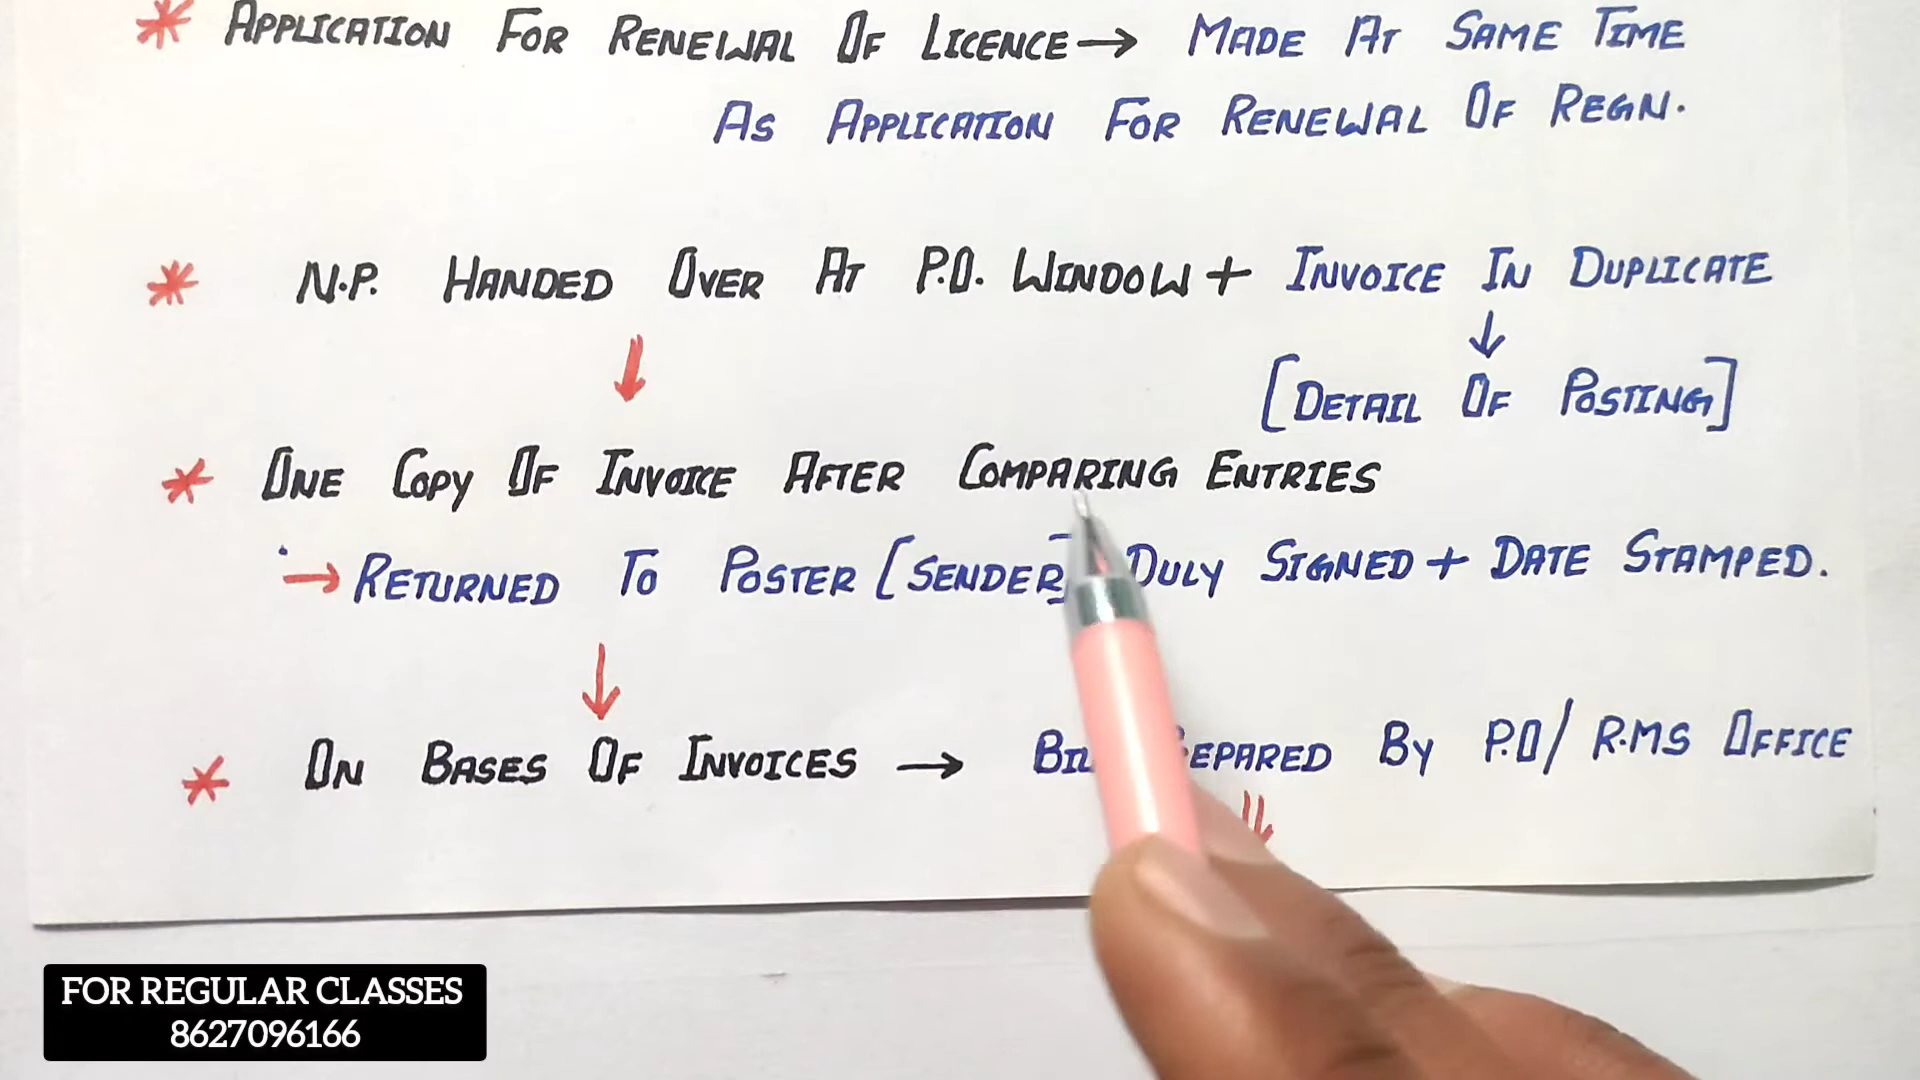 * APPLICATION FOR RENEWAL OF LICENCE → MADE AT SAME TIME
AS APPLICATION FOR RENEWAL OF REGN.
* N.P. HANDED OVER AT P.O. WINDOW + INVOICE IN DUPLICATE
↓ ↓
[DETAIL OF POSTING]
* ONE COPY OF INVOICE AFTER COMPARING ENTRIES
→ RETURNED TO POSTER [SENDER] DULY SIGNED + DATE STAMPED.
↓
* ON BASES OF INVOICES → BY P.O/ R.MS OFFICE
FOR REGULAR CLASSES
8627096166